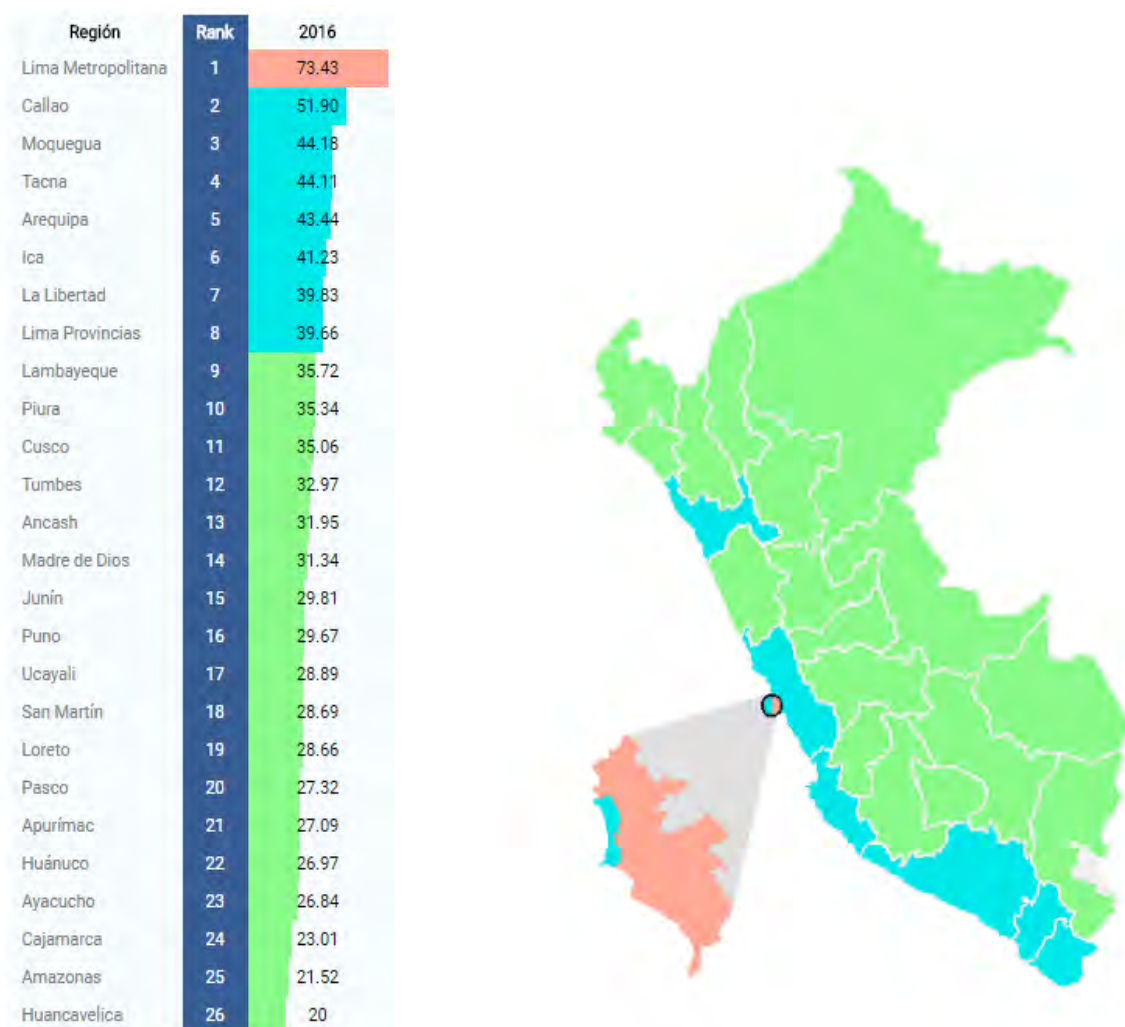 Región Rank 2016
Lima Metropolitana 1 73.43
Callao 2 51.90
Moquegua 3 44.18
Tacna 4 44.11
Arequipa 5 43.44
Ica 6 41.23
La Libertad 7 39.83
Lima Provincias 8 39.66
Lambayeque 9 35.72
Piura 10 35.34
Cusco 11 35.06
Tumbes 12 32.97
Ancash 13 31.95
Madre de Dios 14 31.34
Junín 15 29.81
Puno 16 29.67
Ucayali 17 28.89
San Martín 18 28.69
Loreto 19 28.66
Pasco 20 27.32
Apurímac 21 27.09
Huánuco 22 26.97
Ayacucho 23 26.84
Cajamarca 24 23.01
Amazonas 25 21.52
Huancavelica 26 20